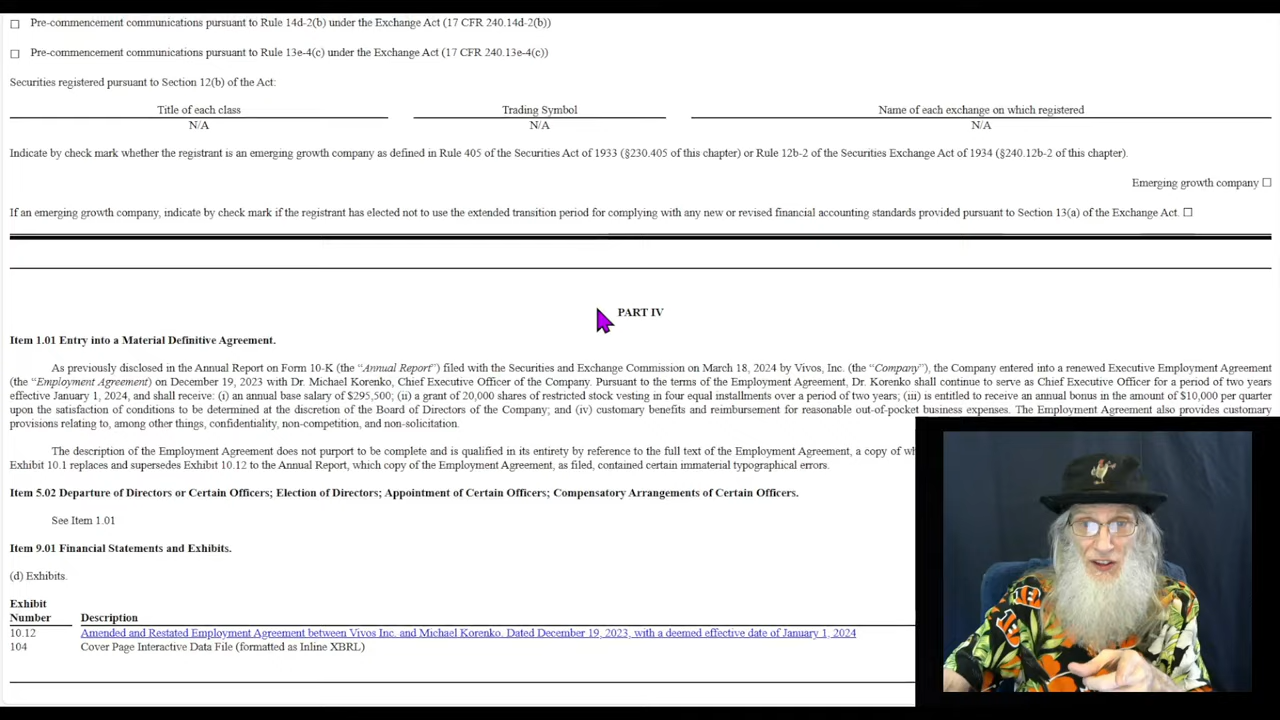 ☐ Pre-commencement communications pursuant to Rule 14d-2(b) under the Exchange Act (17 CFR 240.14d-2(b))
☐ Pre-commencement communications pursuant to Rule 13e-4(c) under the Exchange Act (17 CFR 240.13e-4(c))
Securities registered pursuant to Section 12(b) of the Act:
Title of each class Trading Symbol Name of each exchange on which registered
N/A N/A N/A
Indicate by check mark whether the registrant is an emerging growth company as defined in Rule 405 of the Securities Act of 1933 (§230.405 of this chapter) or Rule 12b-2 of the Securities Exchange Act of 1934 (§240.12b-2 of this chapter).
Emerging growth company ☐
If an emerging growth company, indicate by check mark if the registrant has elected not to use the extended transition period for complying with any new or revised financial accounting standards provided pursuant to Section 13(a) of the Exchange Act. ☐
PART IV
Item 1.01 Entry into a Material Definitive Agreement.
As previously disclosed in the Annual Report on Form 10-K (the “Annual Report”) filed with the Securities and Exchange Commission on March 18, 2024 by Vivos, Inc. (the “Company”), the Company entered into a renewed Executive Employment Agreement
(the “Employment Agreement) on December 19, 2023 with Dr. Michael Korenko, Chief Executive Officer of the Company. Pursuant to the terms of the Employment Agreement, Dr. Korenko shall continue to serve as Chief Executive Officer for a period of two years
effective January 1, 2024, and shall receive: (i) an annual base salary of $295,500; (ii) a grant of 20,000 shares of restricted stock vesting in four equal installments over a period of two years; (iii) is entitled to receive an annual bonus in the amount of $10,000 per quarter
upon the satisfaction of conditions to be determined at the discretion of the Board of Directors of the Company; and (iv) customary benefits and reimbursement for reasonable out-of-pocket business expenses. The Employment Agreement also provides customary
provisions relating to, among other things, confidentiality, non-competition, and non-solicitation.
The description of the Employment Agreement does not purport to be complete and is qualified in its entirety by reference to the full text of the Employment Agreement, a copy of
Exhibit 10.1 replaces and supersedes Exhibit 10.12 to the Annual Report, which copy of the Employment Agreement, as filed, contained certain immaterial typographical errors.
Item 5.02 Departure of Directors or Certain Officers; Election of Directors; Appointment of Certain Officers; Compensatory Arrangements of Certain Officers.
See Item 1.01
Item 9.01 Financial Statements and Exhibits.
(d) Exhibits.
Exhibit
Number Description
10.12 Amended and Restated Employment Agreement between Vivos Inc. and Michael Korenko. Dated December 19, 2023, with a deemed effective date of January 1, 2024
104 Cover Page Interactive Data File (formatted as Inline XBRL)